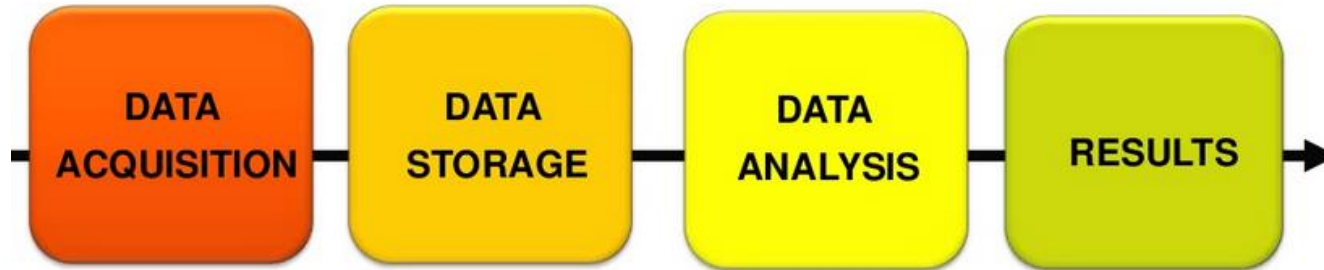 DATA
ACQUISITION
DATA
STORAGE
DATA
ANALYSIS
RESULTS